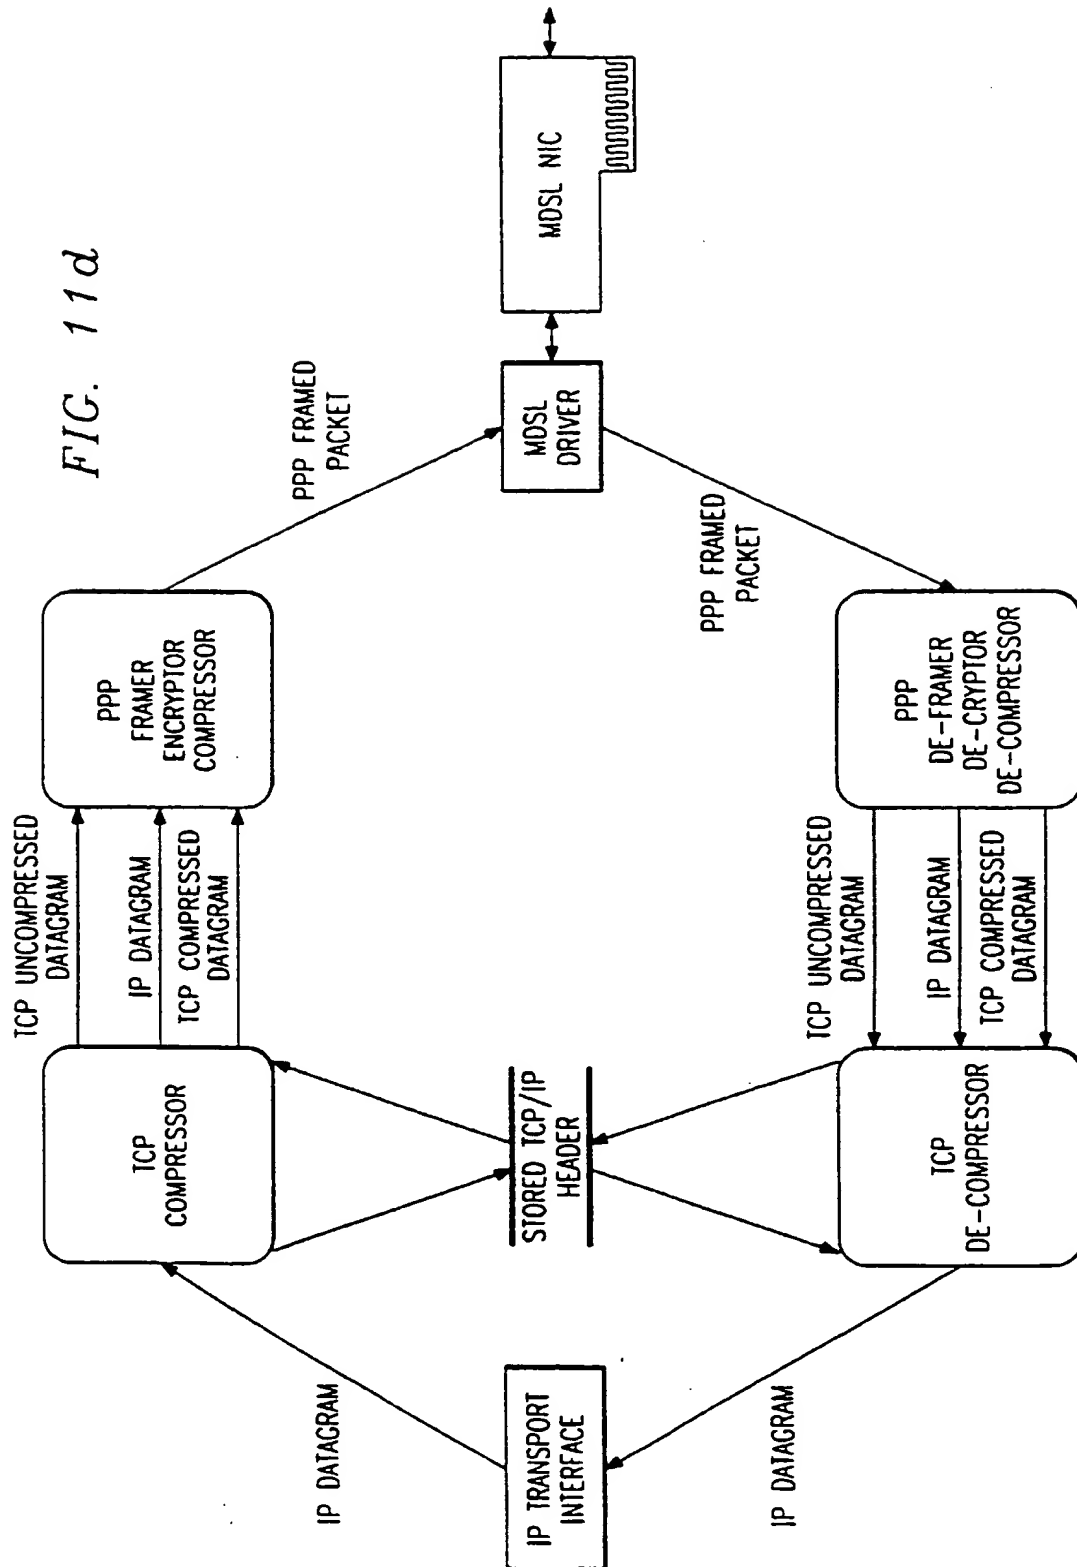 FIG. 11d
IP TRANSPORT
INTERFACE
IP DATAGRAM
TCP
COMPRESSOR
TCP UNCOMPRESSED
DATAGRAM
IP DATAGRAM
TCP COMPRESSED
DATAGRAM
PPP
FRAMER
ENCRYPTOR
COMPRESSOR
PPP FRAMED
PACKET
STORED TCP/IP
HEADER
MDSL
DRIVER
MDSL NIC
PPP FRAMED
PACKET
PPP
DE-FRAMER
DE-CRYPTOR
DE-COMPRESSOR
TCP UNCOMPRESSED
DATAGRAM
IP DATAGRAM
TCP COMPRESSED
DATAGRAM
TCP
DE-COMPRESSOR
IP DATAGRAM